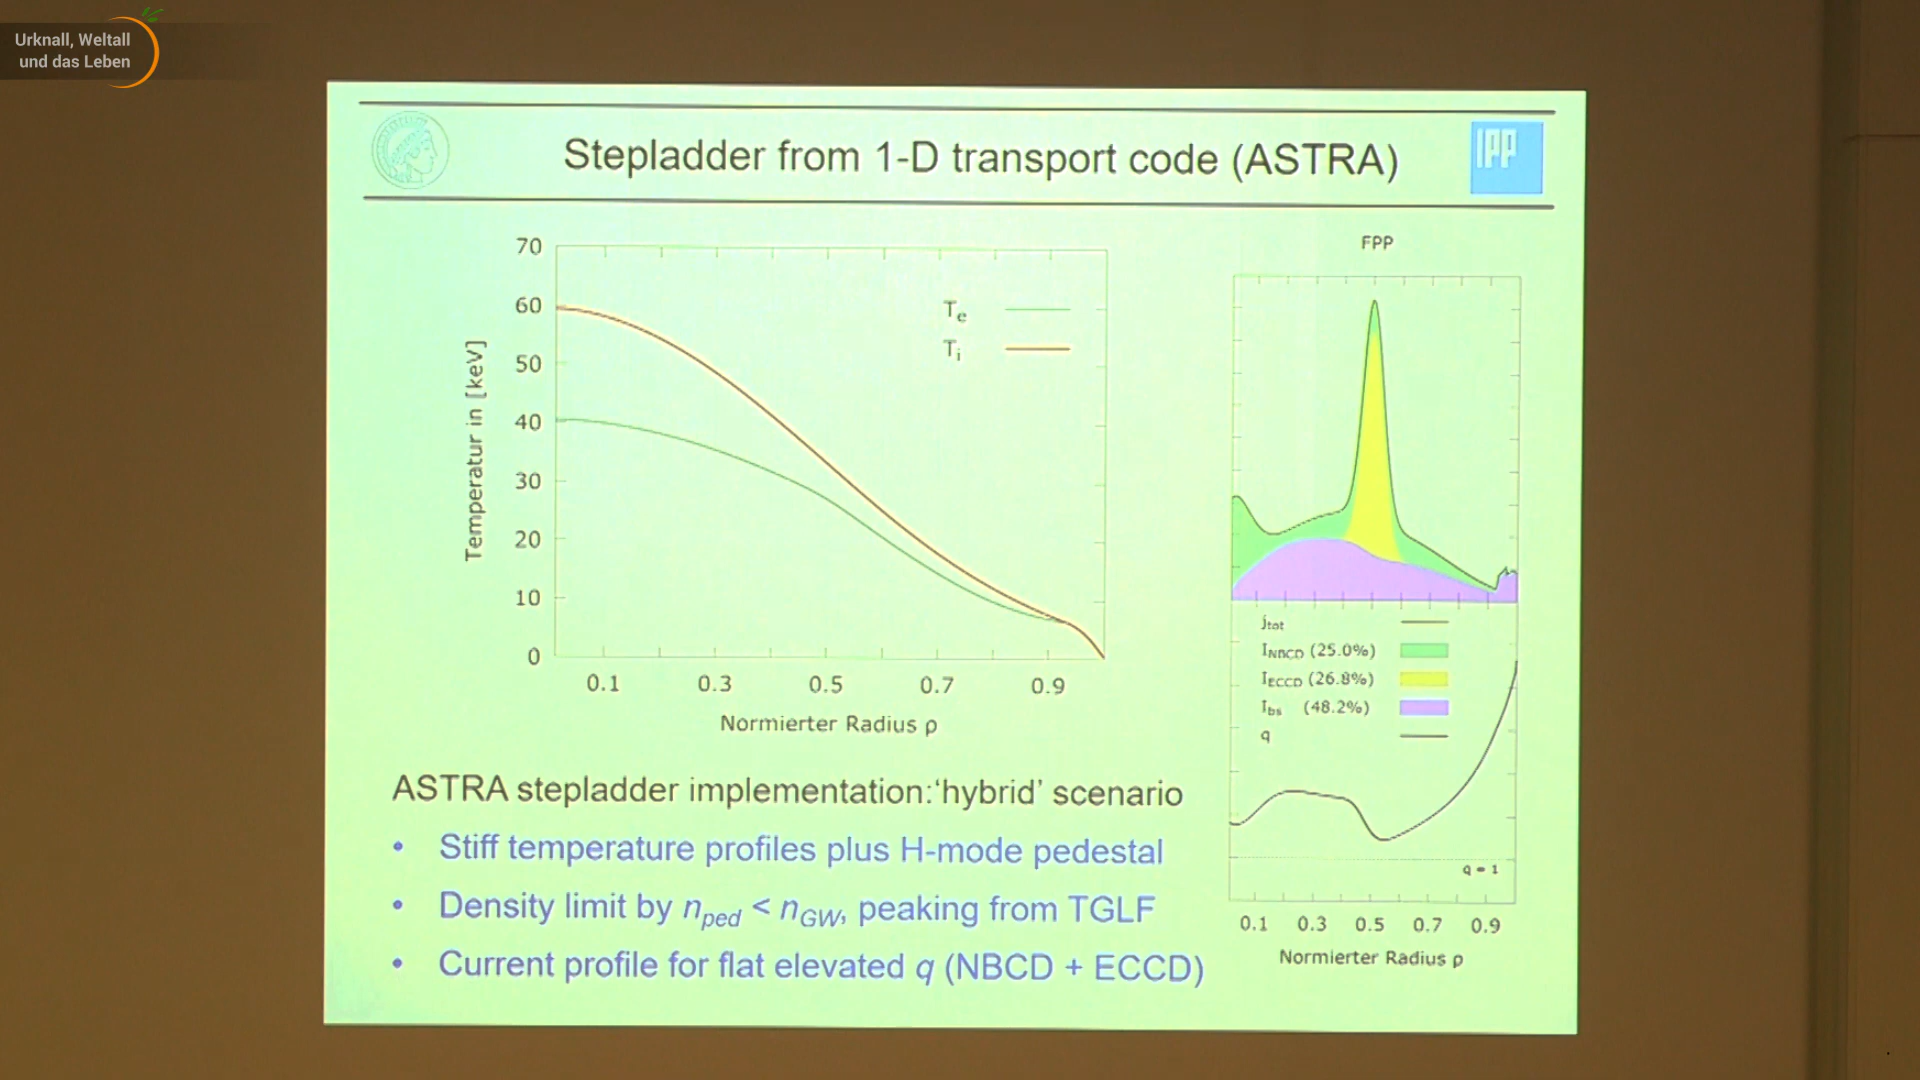 Urknall, Weltall
und das Leben
Stepladder from 1-D transport code (ASTRA)
IPP
70
60
50
40
30
20
10
0
Temperatur in [keV]
Te
Ti
0.1 0.3 0.5 0.7 0.9
Normierter Radius ρ
FPP
jtot
INBCD (25.0%)
IECCD (26.8%)
Ibs (48.2%)
q
q = 1
0.1 0.3 0.5 0.7 0.9
Normierter Radius ρ
ASTRA stepladder implementation:‘hybrid’ scenario
• Stiff temperature profiles plus H-mode pedestal
• Density limit by nped < nGW, peaking from TGLF
• Current profile for flat elevated q (NBCD + ECCD)